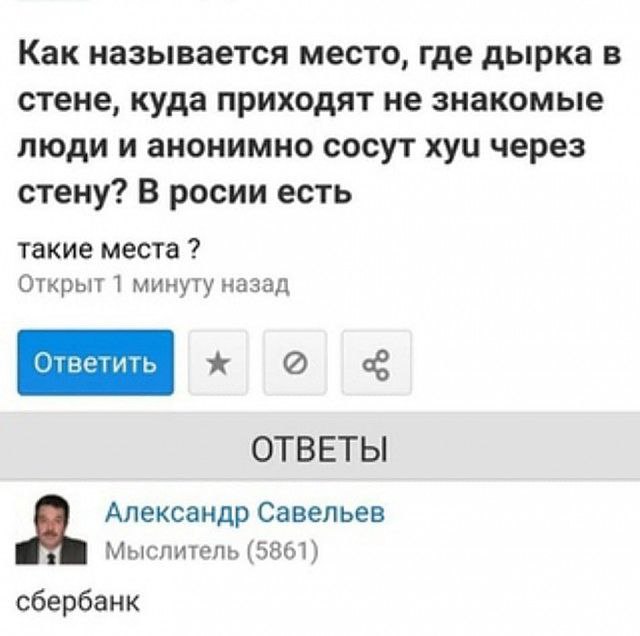 Как называется место, где дырка в
стене, куда приходят не знакомые
люди и анонимно сосут хуu через
стену? В росии есть
такие места ?
Открыт 1 минуту назад
Ответить
ОТВЕТЫ
Александр Савельев
Мыслитель (5861)
сбербанк